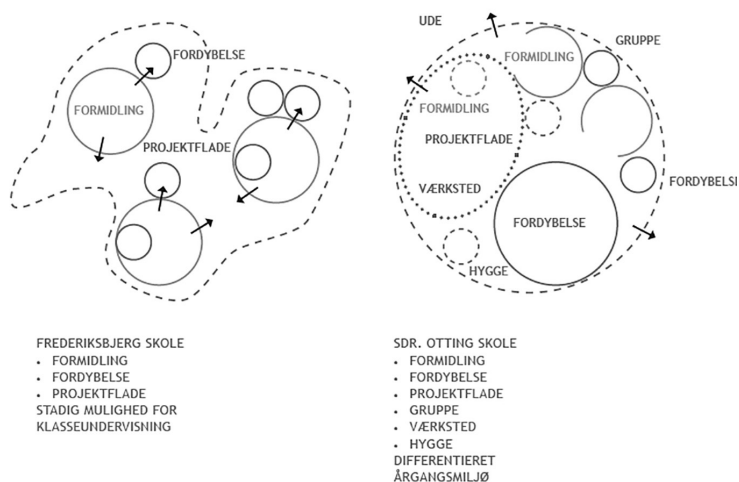 FORDYBELSE
FORMIDLING
PROJEKTFLADE
UDE
FORMIDLING
GRUPPE
FORMIDLING
PROJEKTFLADE
VÆRKSTED
FORDYBELSE
FORDYBELSE
HYGGE
FREDERIKSBJERG SKOLE
• FORMIDLING
• FORDYBELSE
• PROJEKTFLADE
STADIG MULIGHED FOR
KLASSEUNDERVISNING
SDR. OTTING SKOLE
• FORMIDLING
• FORDYBELSE
• PROJEKTFLADE
• GRUPPE
• VÆRKSTED
• HYGGE
DIFFERENTIERET
ÅRGANGSMILJØ